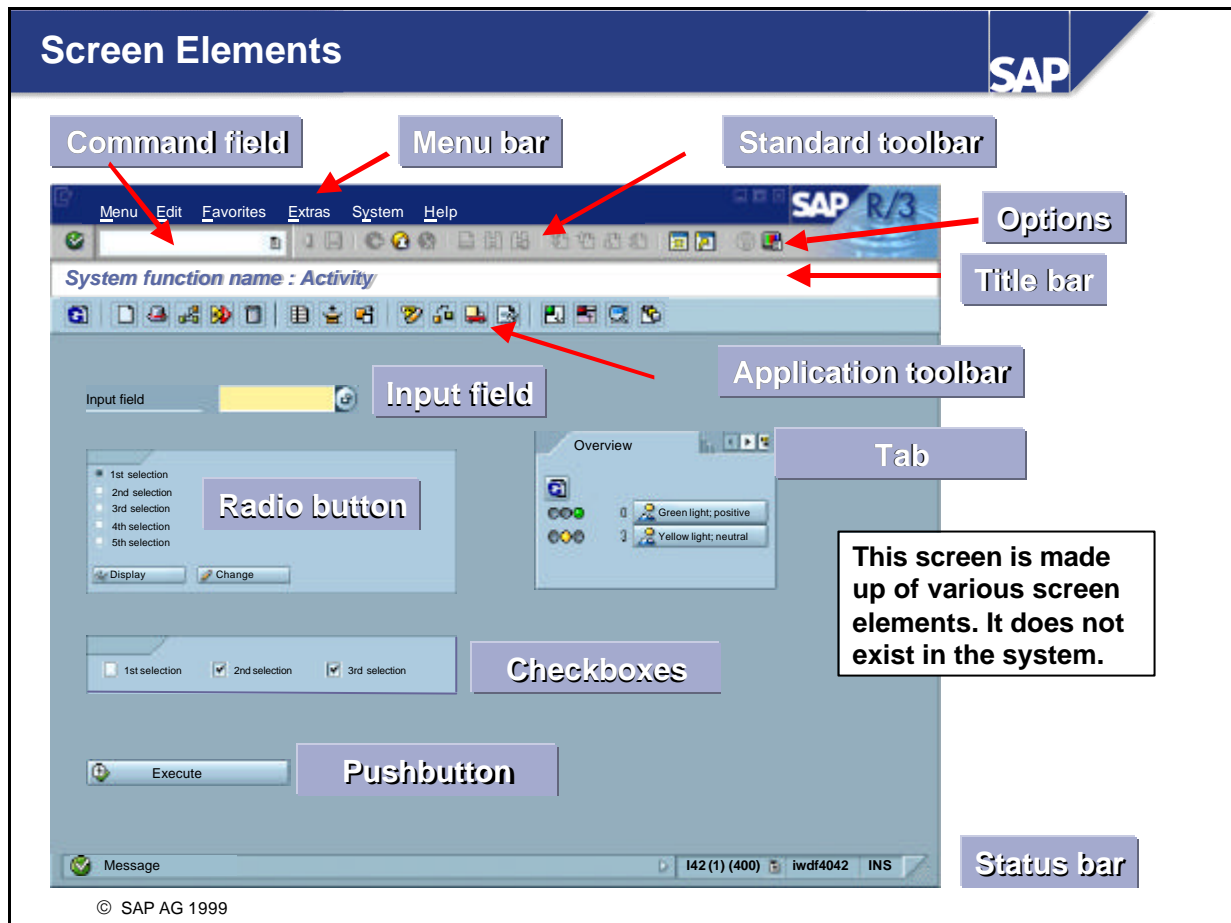 Screen Elements
SAP
Command field
Menu bar
Standard toolbar
SAP R/3
Menu Edit Favorites Extras System Help
Options
System function name : Activity
Title bar
Application toolbar
Input field
Input field
Overview
Tab
1st selection
2nd selection
3rd selection
4th selection
5th selection
Radio button
0 Green light; positive
3 Yellow light; neutral
Display Change
This screen is made
up of various screen
elements. It does not
exist in the system.
1st selection 2nd selection 3rd selection
Checkboxes
Execute
Pushbutton
Message
I42 (1) (400) iwdf4042 INS
Status bar
© SAP AG 1999